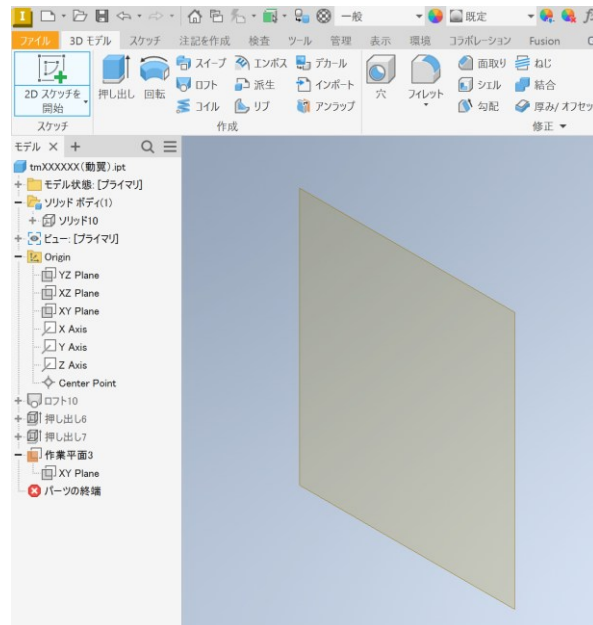 一般
既定
ファイル 3D モデル スケッチ 注記を作成 検査 ツール 管理 表示 環境 コラボレーション Fusion
2D スケッチを
開始
押し出し 回転
スイープ エンボス デカール
ロフト 派生 インポート
コイル リブ アンラップ
穴 フィレット
面取り ねじ
シェル 結合
勾配 厚み/ オフセッ
スケッチ 作成 修正
モデル × +
tmXXXXXX(動翼).ipt
モデル状態: [プライマリ]
ソリッド ボディ(1)
ソリッド10
ビュー: [プライマリ]
Origin
YZ Plane
XZ Plane
XY Plane
X Axis
Y Axis
Z Axis
Center Point
ロフト10
押し出し6
押し出し7
作業平面3
XY Plane
パーツの終端